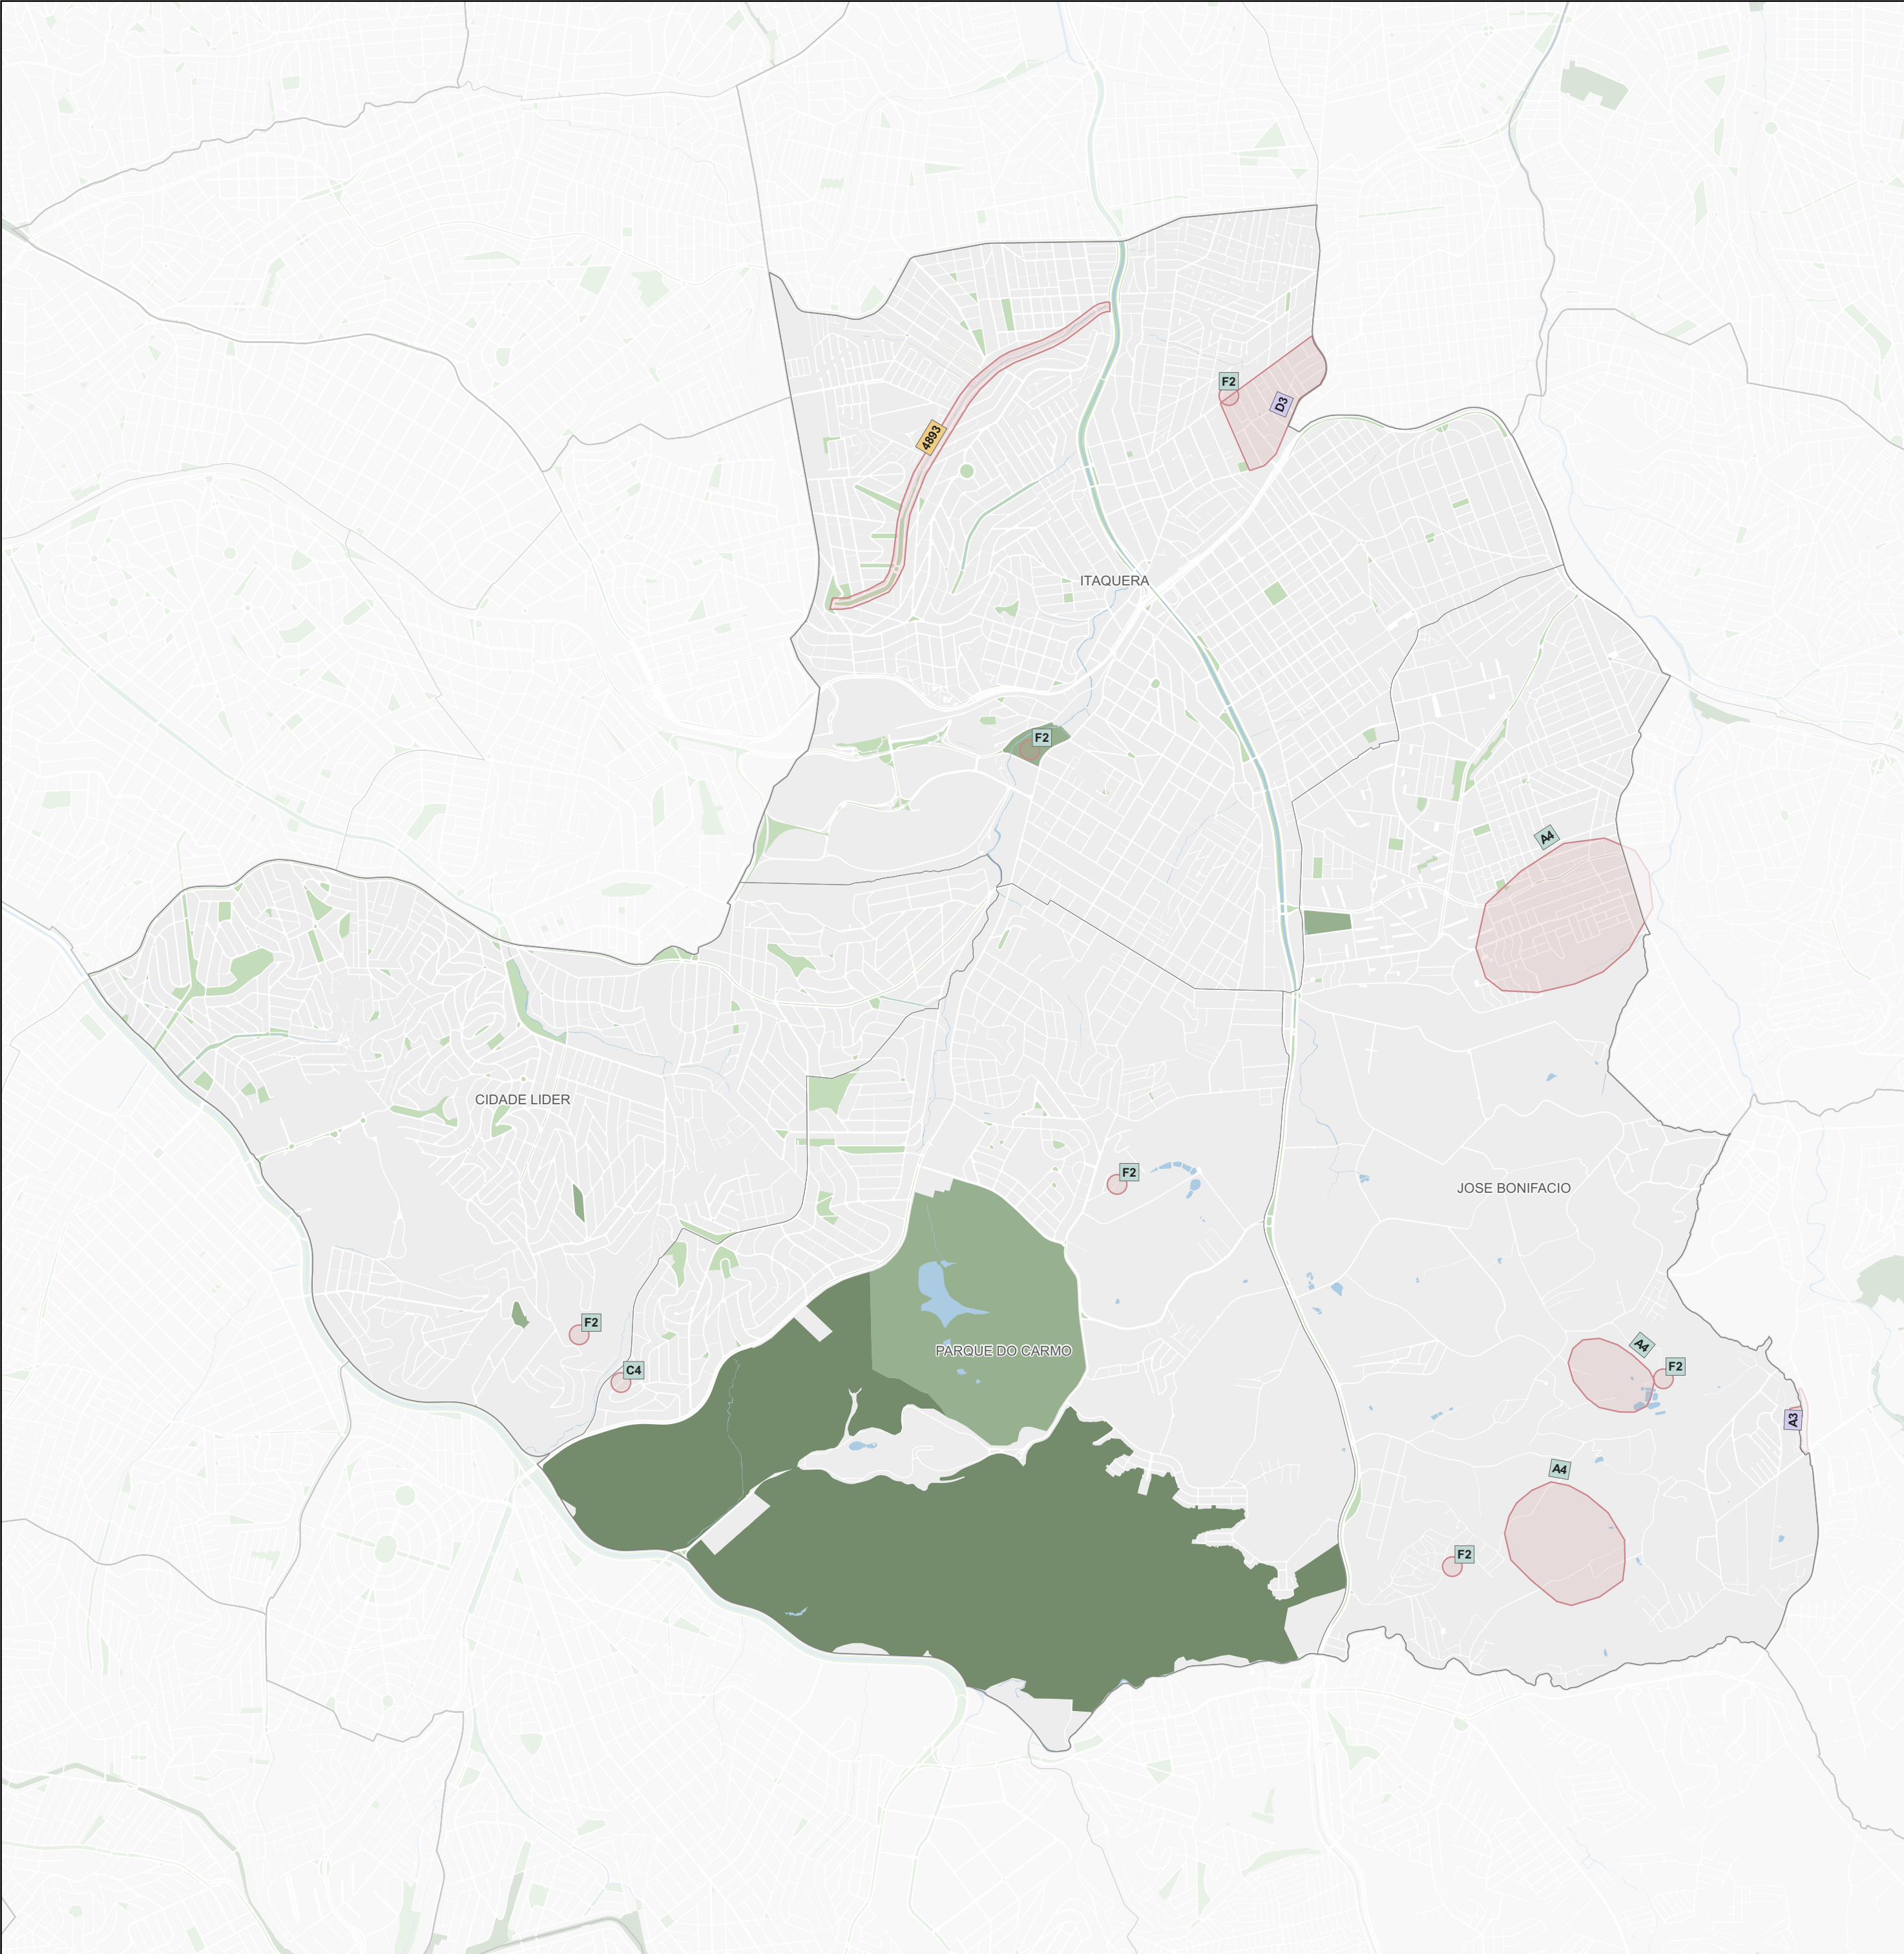 F2
D3
4893
ITAQUERA
F2
A4
CIDADE LIDER
F2
JOSE BONIFACIO
F2
A4
PARQUE DO CARMO
C4
F2
A3
A4
F2